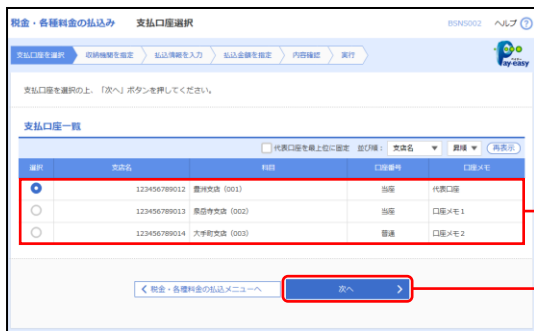 税金・各種料金の払込み 支払口座選択 BSNS002 ヘルプ ?
支払口座を選択 収納機関を指定 払込情報を入力 払込金額を指定 内容確認 実行 Pay-easy
支払口座を選択の上、「次へ」ボタンを押してください。
支払口座一覧
代表口座を最上位に固定 並び順： 支店名 昇順 再表示
選択 支店名 科目 口座番号 口座メモ
123456789012 豊洲支店（001） 当座 代表口座
123456789013 泉岳寺支店（002） 当座 口座メモ1
123456789014 大手町支店（003） 普通 口座メモ2
税金・各種料金の払込メニューへ 次へ